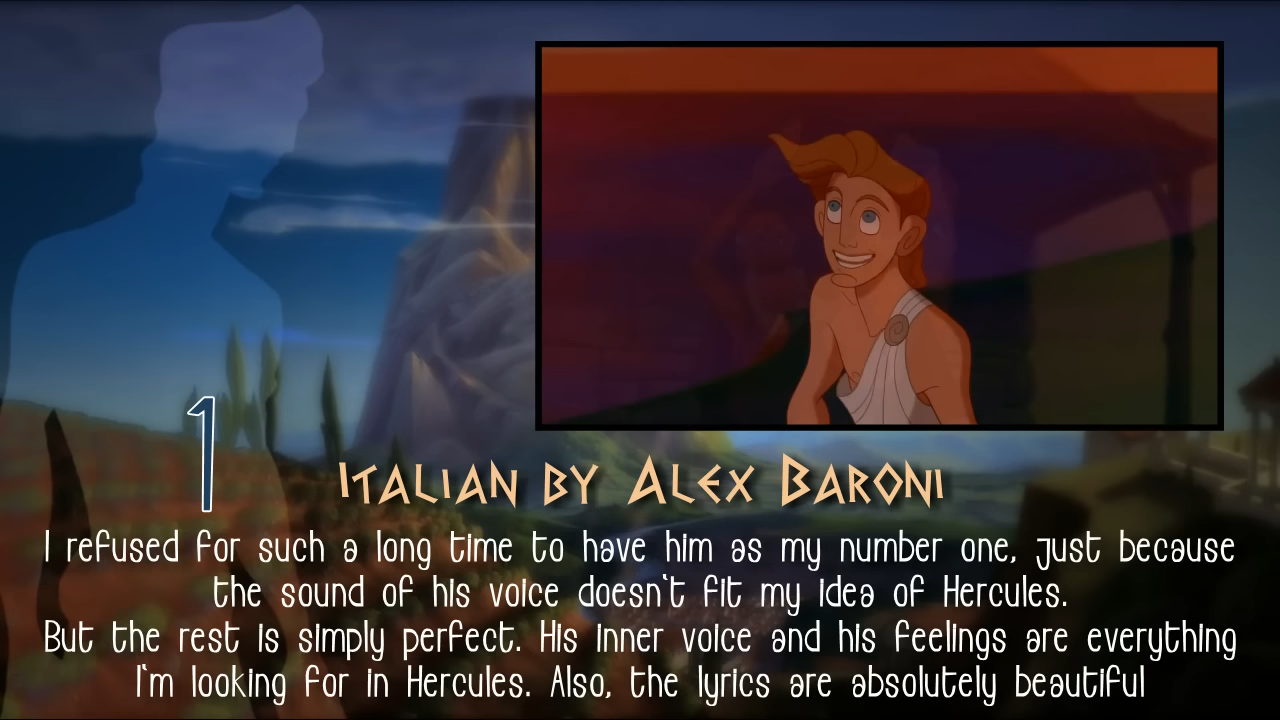 1
Italian by Alex Baroni
I refused for such a long time to have him as my number one, just because
the sound of his voice doesn't fit my idea of Hercules.
But the rest is simply perfect. His inner voice and his feelings are everything
I'm looking for in Hercules. Also, the lyrics are absolutely beautiful